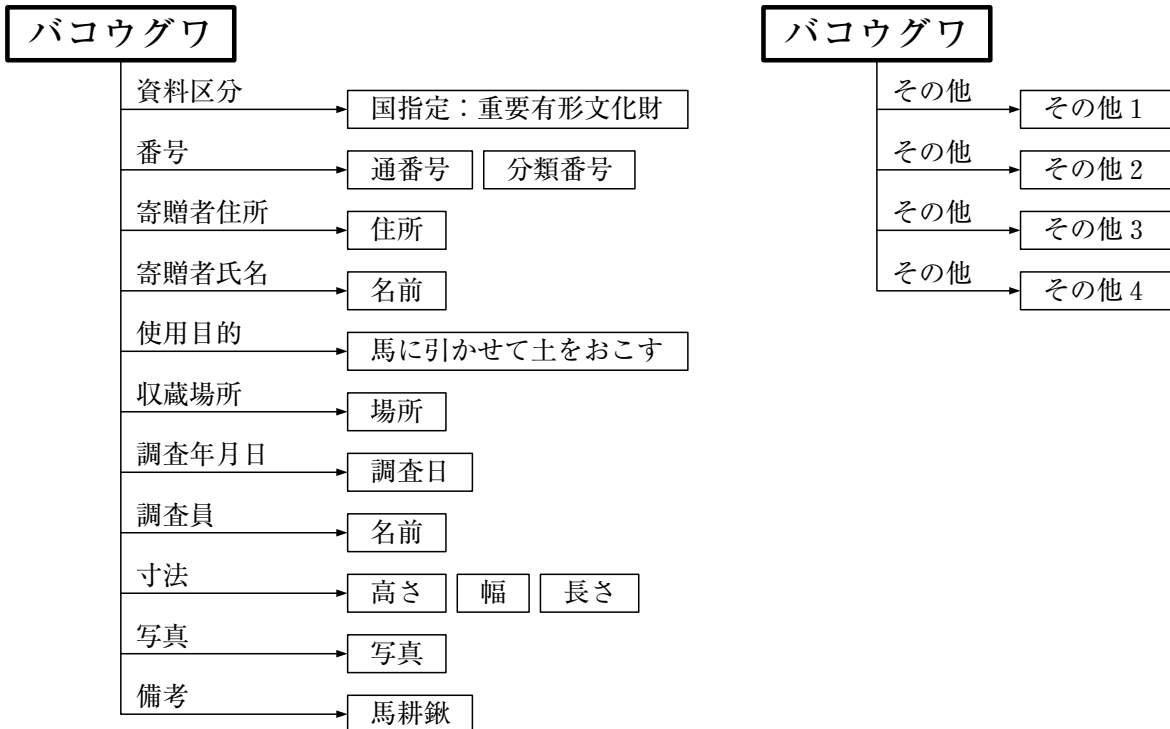 バコウグワ
資料区分
国指定：重要有形文化財
番号
通番号 分類番号
寄贈者住所
住所
寄贈者氏名
名前
使用目的
馬に引かせて土をおこす
収蔵場所
場所
調査年月日
調査日
調査員
名前
寸法
高さ 幅 長さ
写真
写真
備考
馬耕鍬
バコウグワ
その他
その他 1
その他
その他 2
その他
その他 3
その他
その他 4